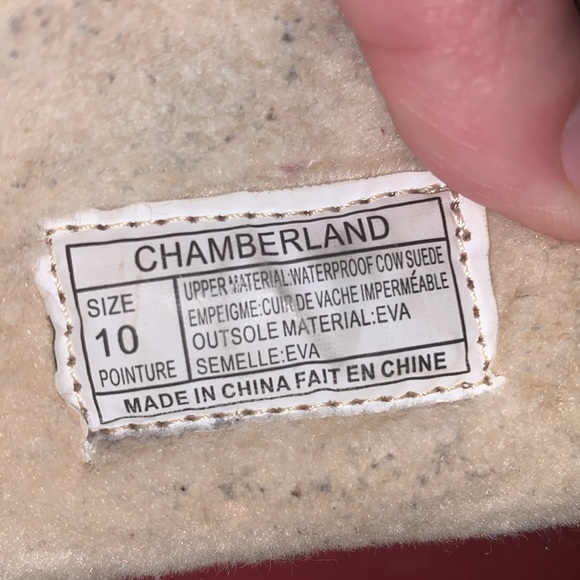 CHAMBERLAND
SIZE
10
POINTURE
UPPER MATERIAL:WATERPROOF COW SUEDE
EMPEIGME:CUIR DE VACHE IMPERMÉABLE
OUTSOLE MATERIAL:EVA
SEMELLE:EVA
MADE IN CHINA FAIT EN CHINE